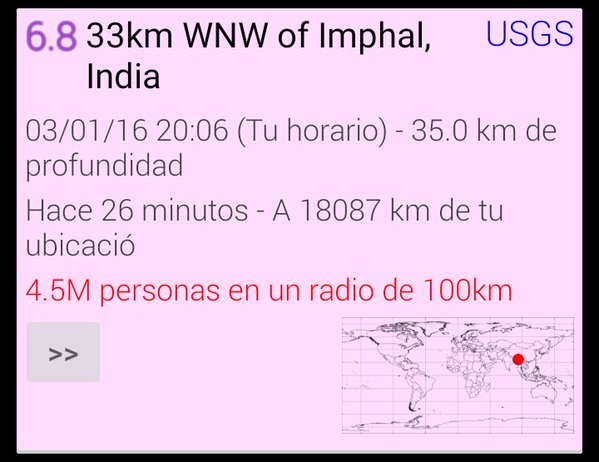 6.8 33km WNW of Imphal, USGS
India
03/01/16 20:06 (Tu horario) - 35.0 km de
profundidad
Hace 26 minutos - A 18087 km de tu
ubicació
4.5M personas en un radio de 100km
>>